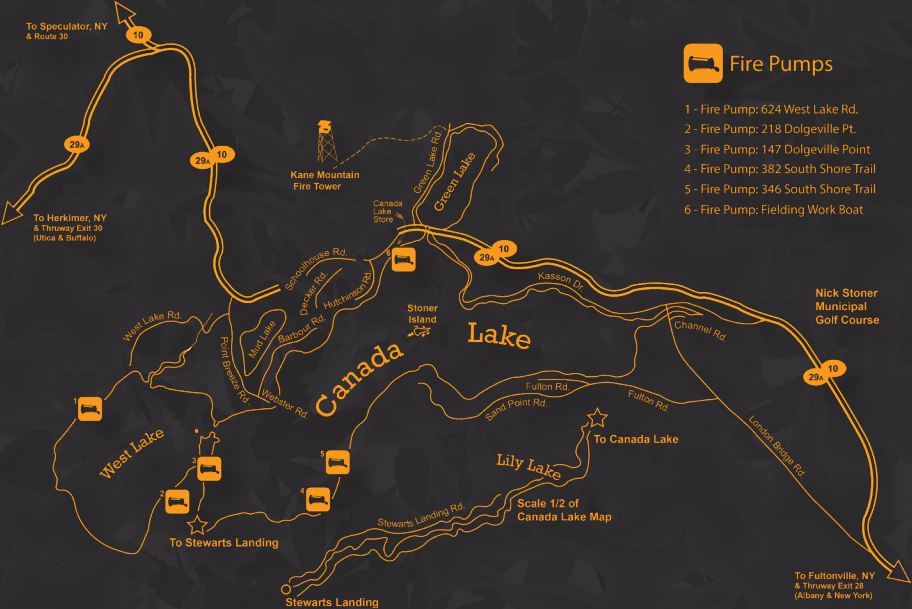 To Speculator, NY
& Route 30
10
29A
29A 10
To Herkimer, NY
& Thruway Exit 30
(Utica & Buffalo)
Kane Mountain
Fire Tower
Green Lake Rd.
Green Lake
Canada
Lake
Store
6
Fire Pumps
1 - Fire Pump: 624 West Lake Rd.
2 - Fire Pump: 218 Dolgeville Pt.
3 - Fire Pump: 147 Dolgeville Point
4 - Fire Pump: 382 South Shore Trail
5 - Fire Pump: 346 South Shore Trail
6 - Fire Pump: Fielding Work Boat
29A 10
Kasson Dr.
Schoolhouse Rd.
Decker Rd.
Hutchinson Rd.
Barbour Rd.
Mud Lake
West Lake Rd.
Point Breeze Rd.
Webster Rd.
Stoner
Island
Canada Lake
Channel Rd.
Nick Stoner
Municipal
Golf Course
29A 10
Fulton Rd.
Sand Point Rd.
Fulton Rd.
London Bridge Rd.
1
West Lake
3
2
5
4
To Stewarts Landing
To Canada Lake
Lily Lake
Scale 1/2 of
Canada Lake Map
Stewarts Landing Rd.
Stewarts Landing
To Fultonville, NY
& Thruway Exit 28
(Albany & New York)